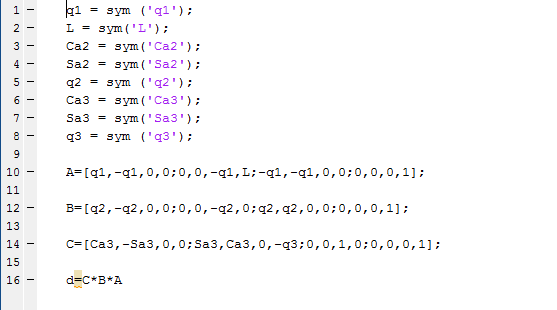 1 - q1 = sym ('q1');
2 - L = sym('L');
3 - Ca2 = sym('Ca2');
4 - Sa2 = sym('Sa2');
5 - q2 = sym ('q2');
6 - Ca3 = sym('Ca3');
7 - Sa3 = sym('Sa3');
8 - q3 = sym ('q3');
9
10 - A=[q1,-q1,0,0;0,0,-q1,L;-q1,-q1,0,0;0,0,0,1];
11
12 - B=[q2,-q2,0,0;0,0,-q2,0;q2,q2,0,0;0,0,0,1];
13
14 - C=[Ca3,-Sa3,0,0;Sa3,Ca3,0,-q3;0,0,1,0;0,0,0,1];
15
16 - d=C*B*A